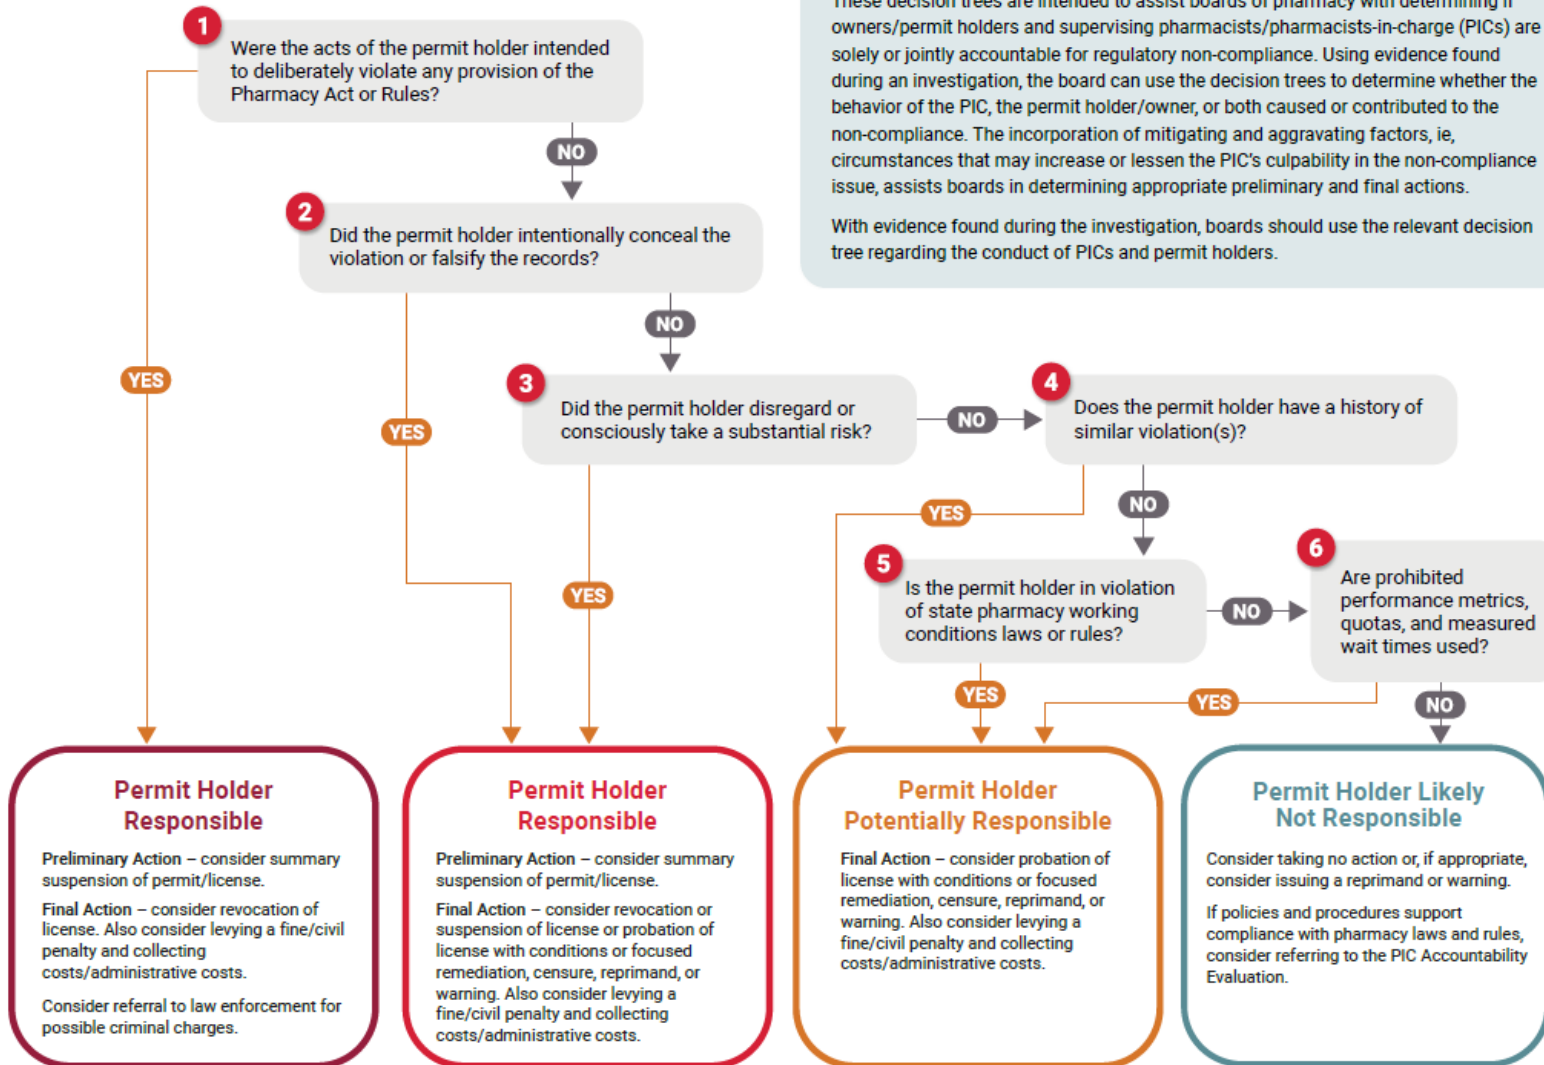 These decision trees are intended to assist boards of pharmacy with determining if
owners/permit holders and supervising pharmacists/pharmacists-in-charge (PICs) are
solely or jointly accountable for regulatory non-compliance. Using evidence found
during an investigation, the board can use the decision trees to determine whether the
behavior of the PIC, the permit holder/owner, or both caused or contributed to the
non-compliance. The incorporation of mitigating and aggravating factors, ie,
circumstances that may increase or lessen the PIC's culpability in the non-compliance
issue, assists boards in determining appropriate preliminary and final actions.
With evidence found during the investigation, boards should use the relevant decision
tree regarding the conduct of PICs and permit holders.
1
Were the acts of the permit holder intended
to deliberately violate any provision of the
Pharmacy Act or Rules?
NO
YES
2
Did the permit holder intentionally conceal the
violation or falsify the records?
NO
YES
3
Did the permit holder disregard or
consciously take a substantial risk?
NO
YES
4
Does the permit holder have a history of
similar violation(s)?
YES
NO
5
Is the permit holder in violation
of state pharmacy working
conditions laws or rules?
NO
YES
6
Are prohibited
performance metrics,
quotas, and measured
wait times used?
YES
NO
Permit Holder
Responsible
Preliminary Action – consider summary
suspension of permit/license.
Final Action – consider revocation of
license. Also consider levying a fine/civil
penalty and collecting
costs/administrative costs.
Consider referral to law enforcement for
possible criminal charges.
Permit Holder
Responsible
Preliminary Action – consider summary
suspension of permit/license.
Final Action – consider revocation or
suspension of license or probation of
license with conditions or focused
remediation, censure, reprimand, or
warning. Also consider levying a
fine/civil penalty and collecting
costs/administrative costs.
Permit Holder
Potentially Responsible
Final Action – consider probation of
license with conditions or focused
remediation, censure, reprimand, or
warning. Also consider levying a
fine/civil penalty and collecting
costs/administrative costs.
Permit Holder Likely
Not Responsible
Consider taking no action or, if appropriate,
consider issuing a reprimand or warning.
If policies and procedures support
compliance with pharmacy laws and rules,
consider referring to the PIC Accountability
Evaluation.